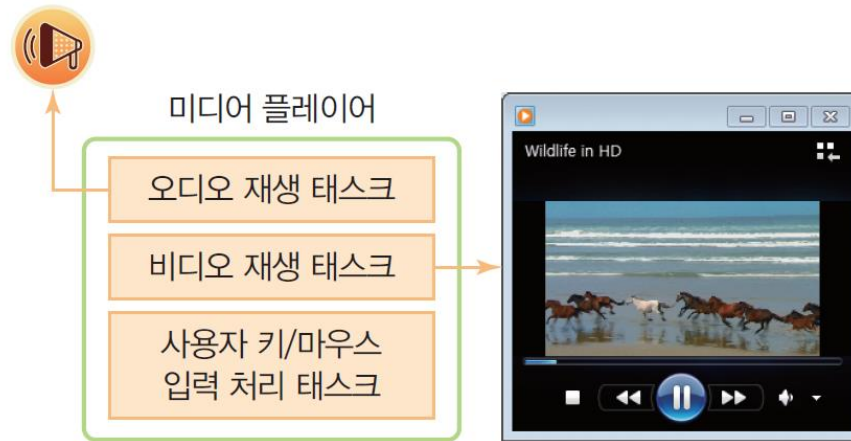 미디어 플레이어
오디오 재생 태스크
비디오 재생 태스크
사용자 키/마우스
입력 처리 태스크
Wildlife in HD